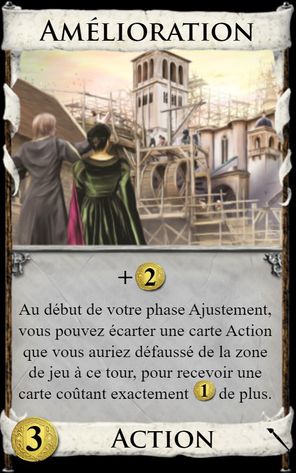 AMÉLIORATION
+2
Au début de votre phase Ajustement,
vous pouvez écarter une carte Action
que vous auriez défaussé de la zone
de jeu à ce tour, pour recevoir une
carte coûtant exactement 1 de plus.
3 ACTION